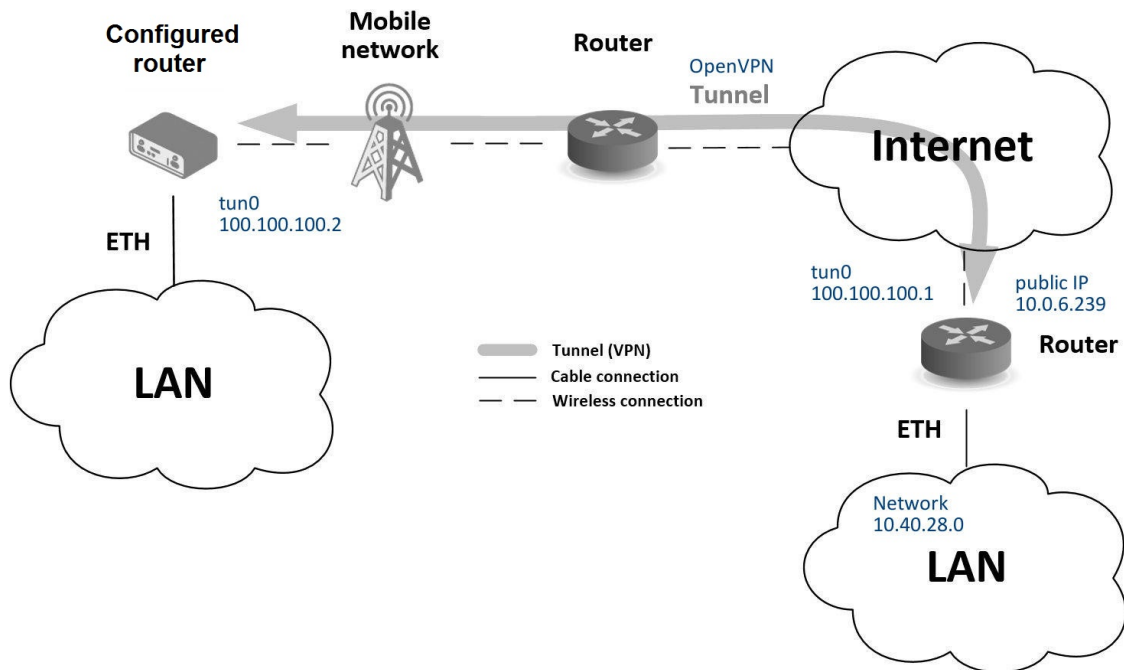 Configured
router
Mobile
network
Router
OpenVPN
Tunnel
Internet
tun0
100.100.100.2
ETH
LAN
tun0
100.100.100.1
public IP
10.0.6.239
Router
Tunnel (VPN)
Cable connection
Wireless connection
ETH
Network
10.40.28.0
LAN